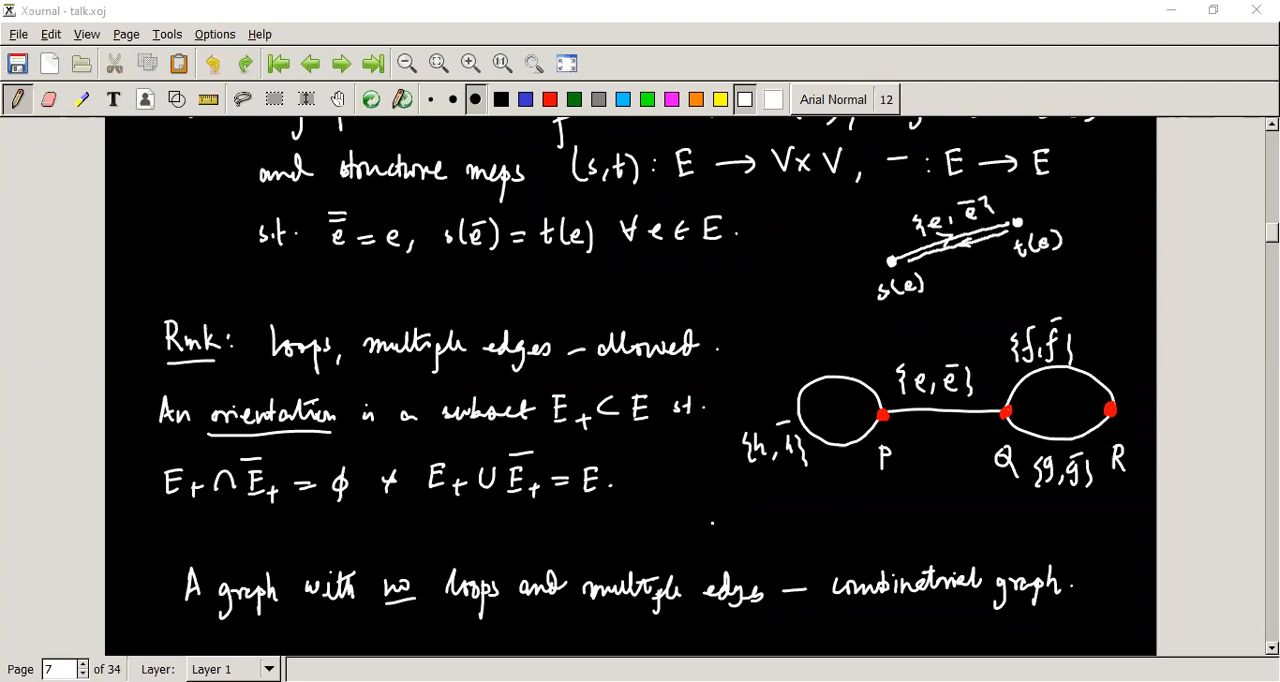 Xournal - talk.xoj
File Edit View Page Tools Options Help
Arial Normal 12
and structure maps (s,t) : E → V×V, ‾ : E → E
s.t. e̿ = e, s(ē) = t(e) ∀ e ∈ E.
{e, ē}
t(e)
s(e)
Rmk: loops, multiple edges - allowed.
An orientation is a subset E₊ ⊂ E st.
E₊ ∩ Ē₊ = ϕ + E₊ ∪ Ē₊ = E.
{f, f̄}
{e, ē}
{h, h̄}
P
Q
{g, ḡ}
R
A graph with no loops and multiple edges - combinatorial graph.
Page 7 of 34 Layer: Layer 1